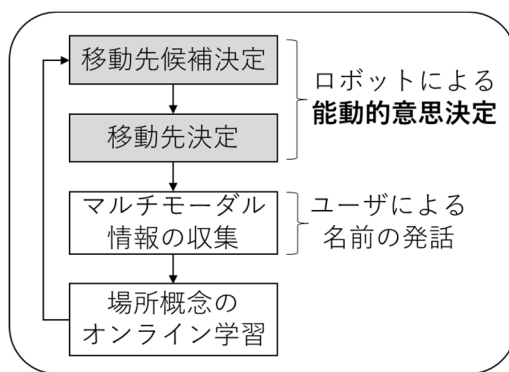 移動先候補決定
ロボットによる
能動的意思決定
移動先決定
マルチモーダル
情報の収集
ユーザによる
名前の発話
場所概念の
オンライン学習